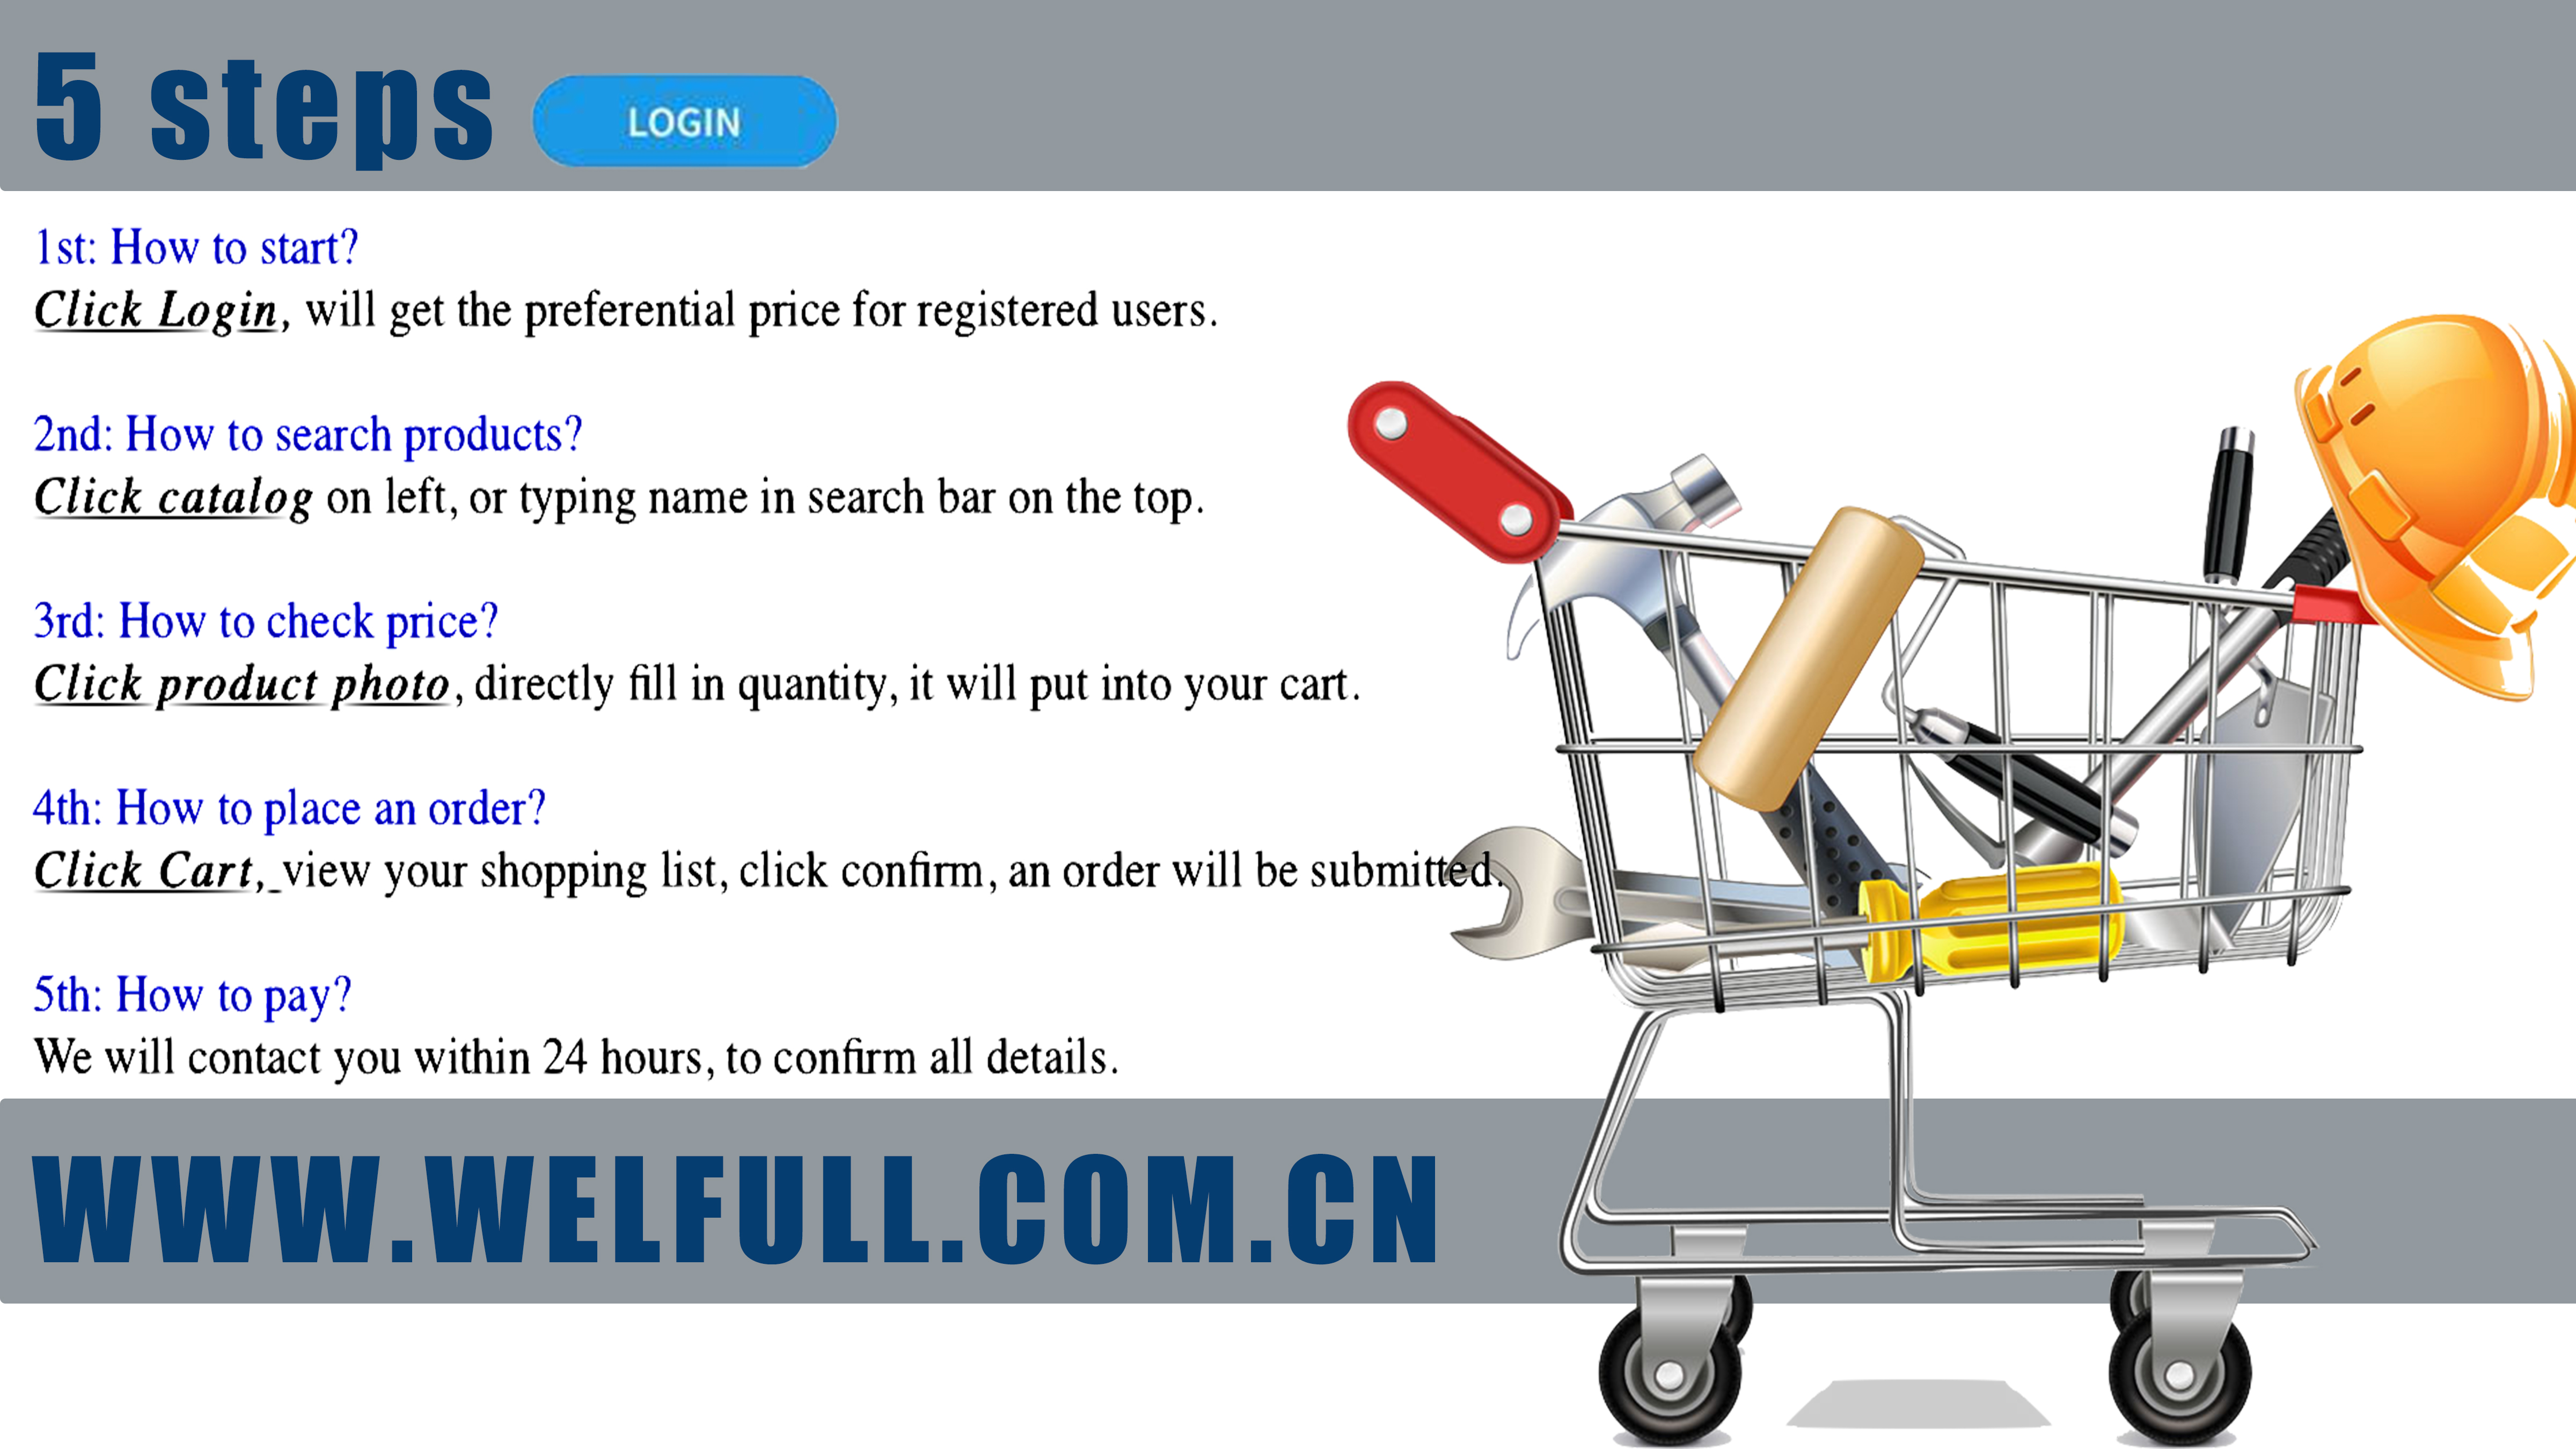 5 steps LOGIN
1st: How to start?
Click Login, will get the preferential price for registered users.
2nd: How to search products?
Click catalog on left, or typing name in search bar on the top.
3rd: How to check price?
Click product photo, directly fill in quantity, it will put into your cart.
4th: How to place an order?
Click Cart, view your shopping list, click confirm, an order will be submitted.
5th: How to pay?
We will contact you within 24 hours, to confirm all details.
WWW.WELFULL.COM.CN